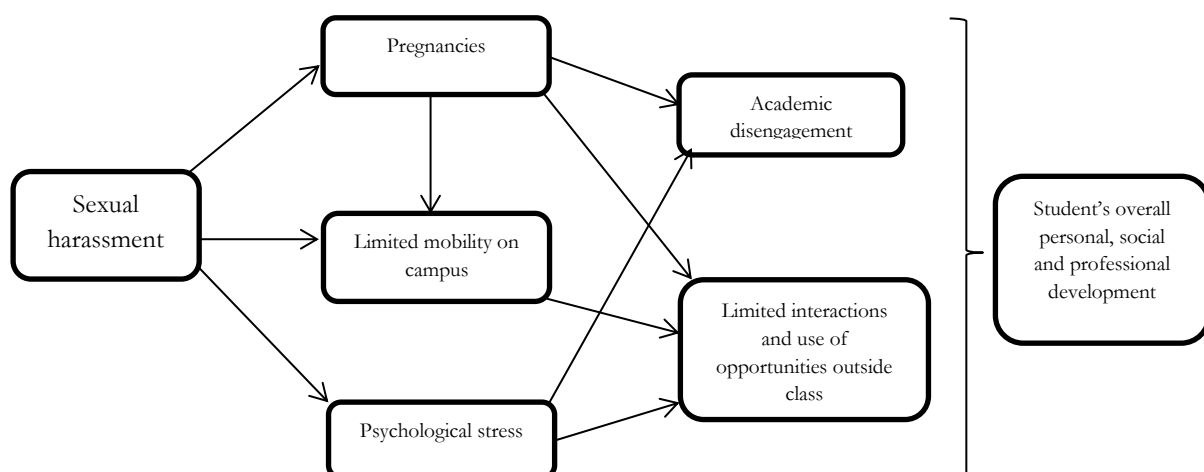 Pregnancies
Academic
disengagement
Sexual
harassment
Student’s overall
personal, social
and professional
development
Limited mobility on
campus
Limited interactions
and use of
opportunities outside
class
Psychological stress